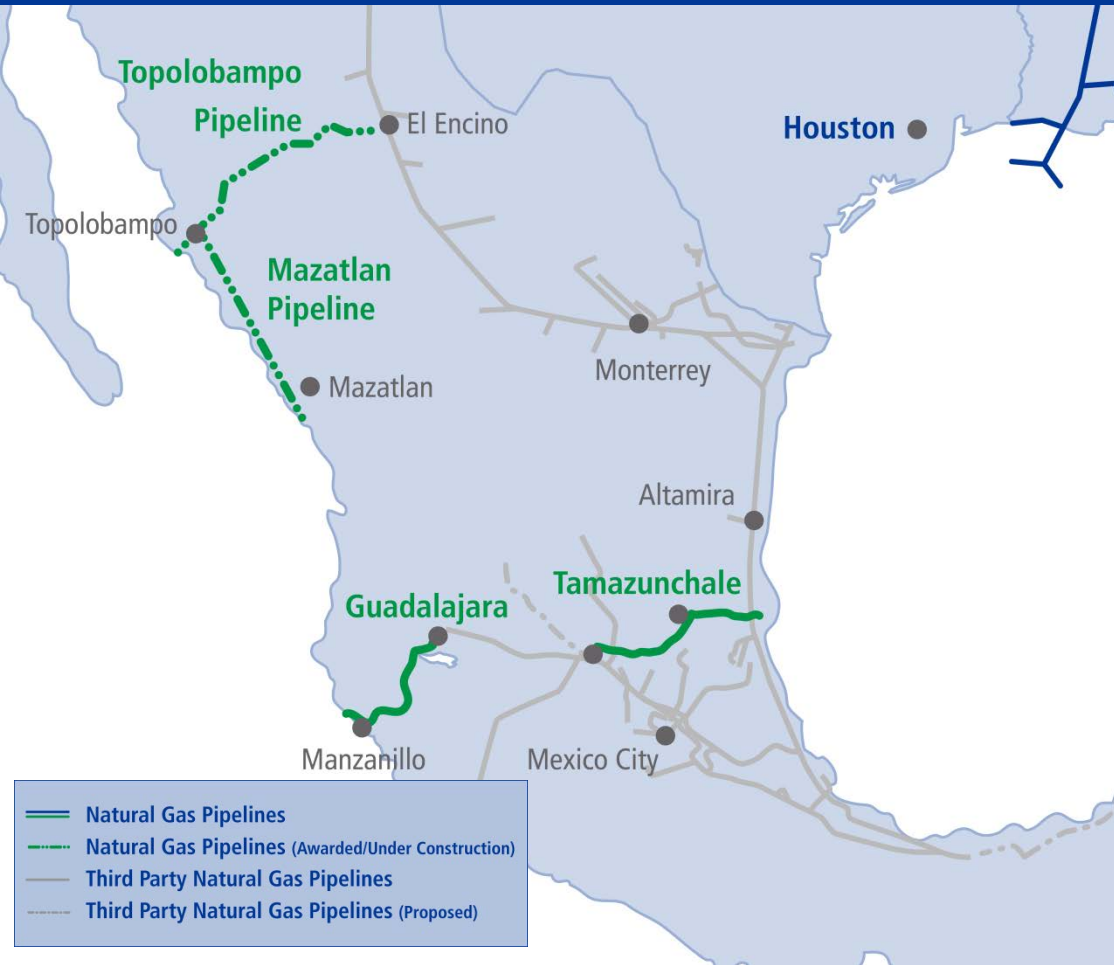 Topolobampo
Pipeline
El Encino
Houston
Topolobampo
Mazatlan
Pipeline
Monterrey
Mazatlan
Altamira
Tamazunchale
Guadalajara
Manzanillo
Mexico City
Natural Gas Pipelines
Natural Gas Pipelines (Awarded/Under Construction)
Third Party Natural Gas Pipelines
Third Party Natural Gas Pipelines (Proposed)